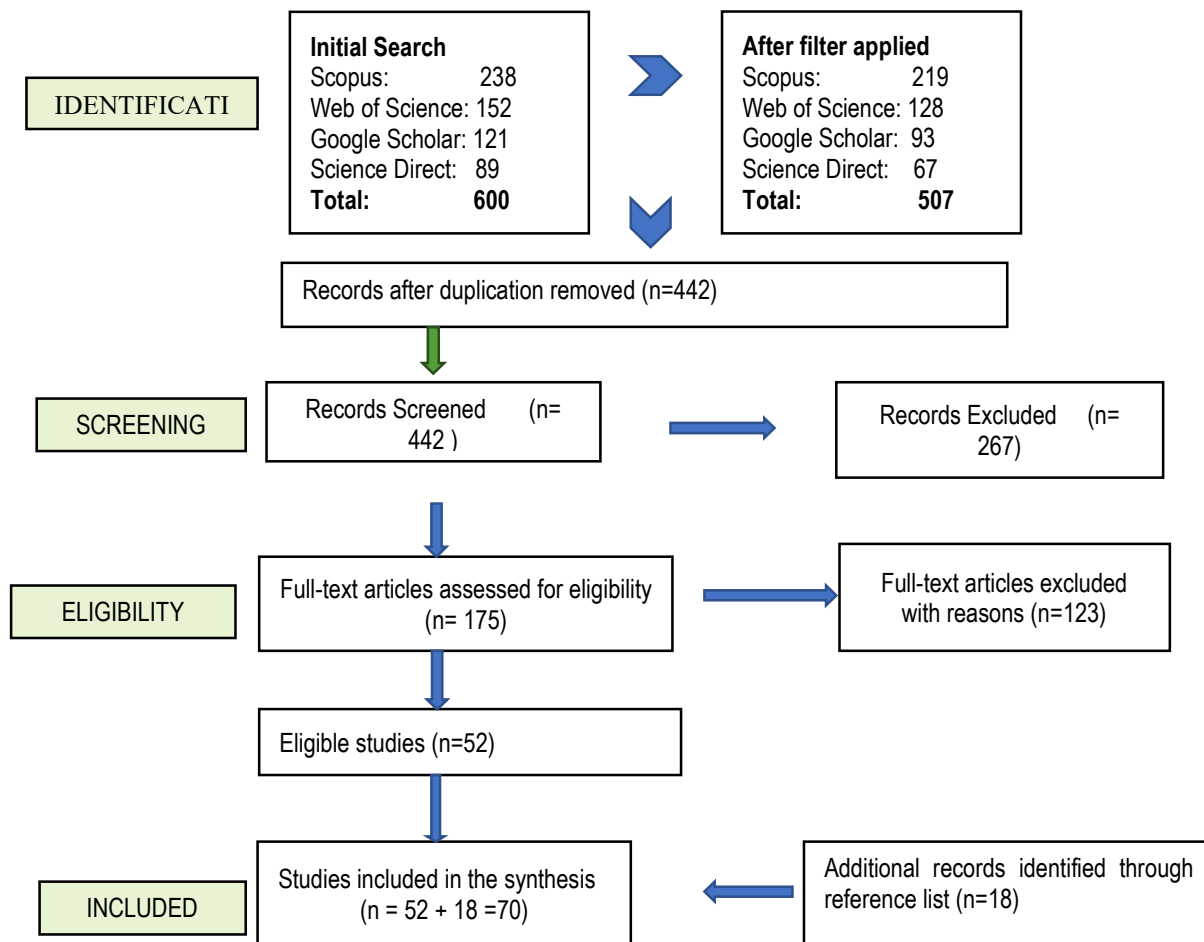 IDENTIFICATI
Initial Search
Scopus: 238
Web of Science: 152
Google Scholar: 121
Science Direct: 89
Total: 600
After filter applied
Scopus: 219
Web of Science: 128
Google Scholar: 93
Science Direct: 67
Total: 507
Records after duplication removed (n=442)
SCREENING
Records Screened (n=
442 )
Records Excluded (n=
267)
ELIGIBILITY
Full-text articles assessed for eligibility
(n= 175)
Full-text articles excluded
with reasons (n=123)
Eligible studies (n=52)
INCLUDED
Studies included in the synthesis
(n = 52 + 18 =70)
Additional records identified through
reference list (n=18)